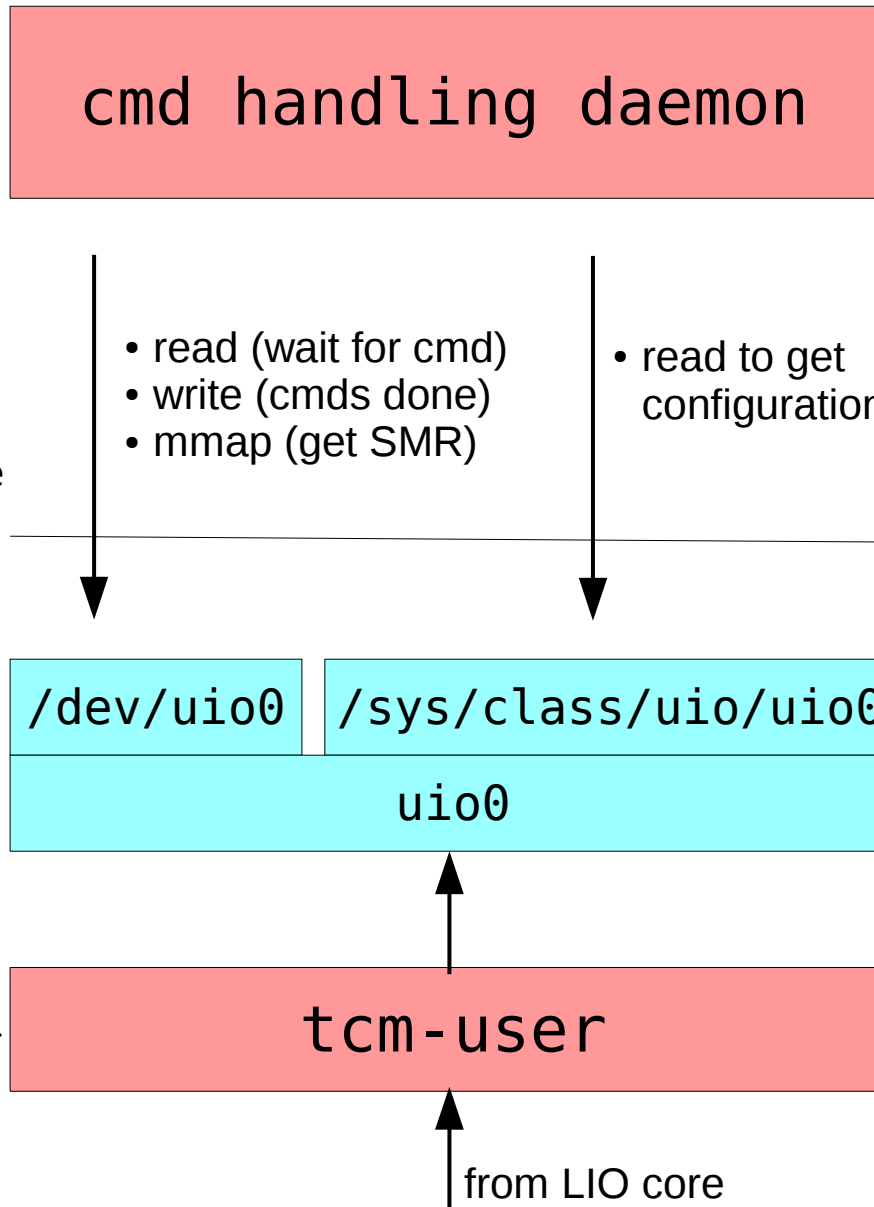 cmd handling daemon
• read (wait for cmd)
• write (cmds done)
• mmap (get SMR)
• read to get
configuration
e
/dev/uio0
/sys/class/uio/uio0
uio0
tcm-user
from LIO core